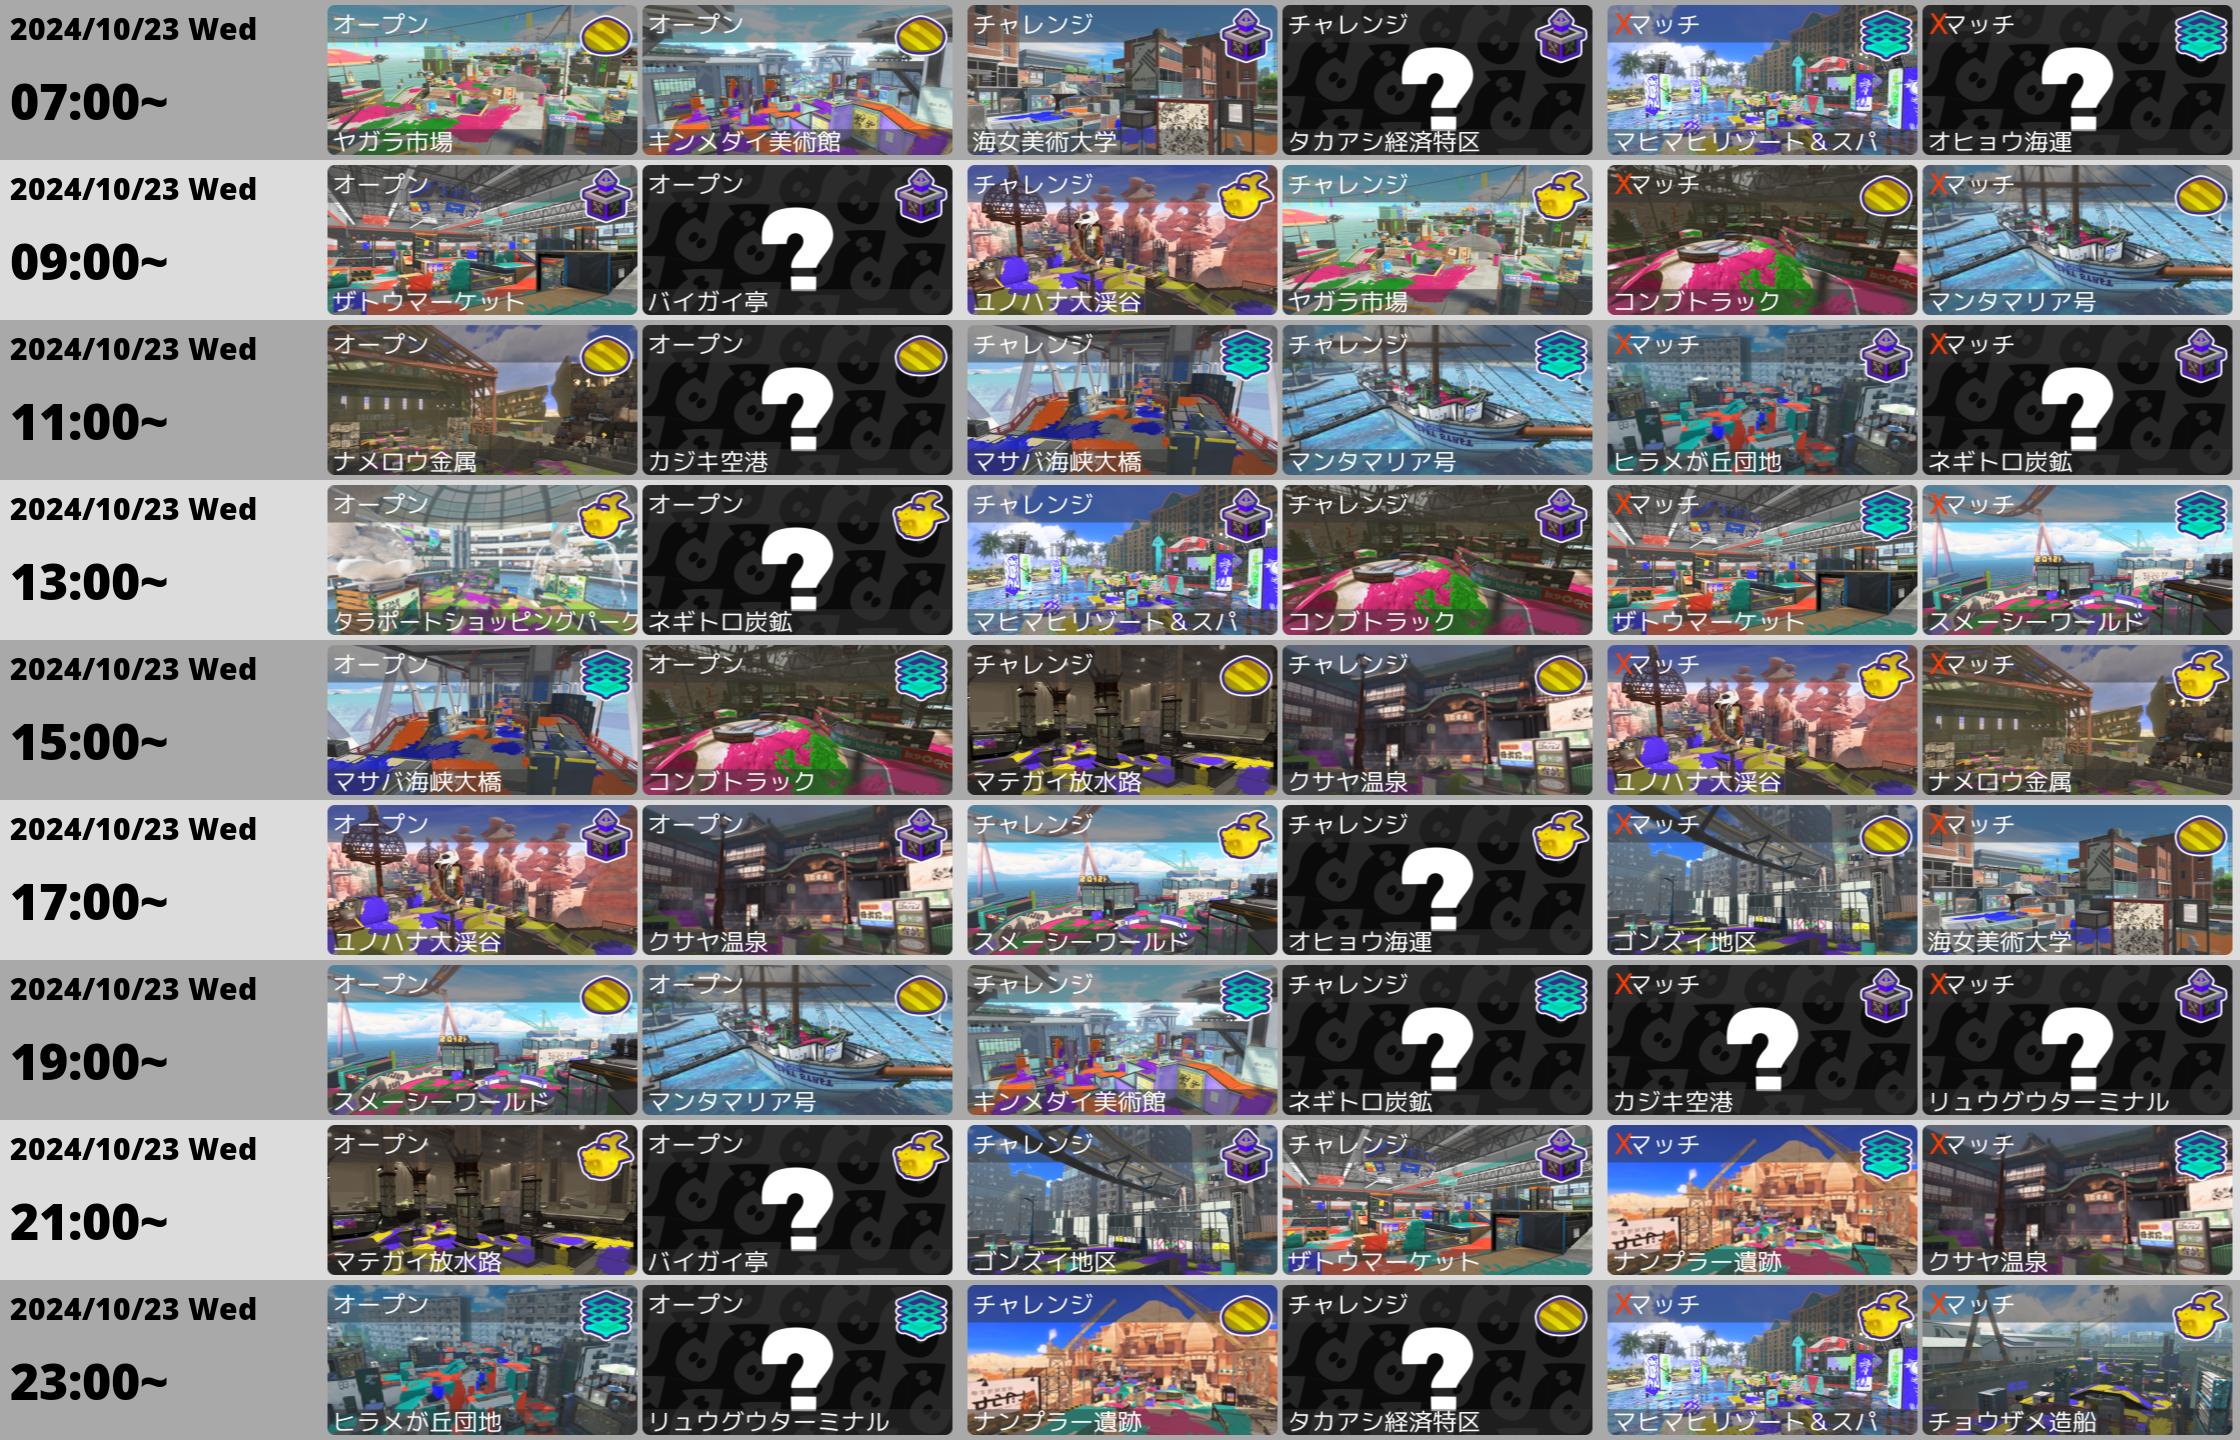 2024/10/23 Wed
07:00~
オープン
ヤガラ市場
オープン
キンメダイ美術館
チャレンジ
海女美術大学
チャレンジ
タカアシ経済特区
Xマッチ
マヒマヒリゾート＆スパ
Xマッチ
オヒョウ海運
2024/10/23 Wed
09:00~
オープン
ザトウマーケット
オープン
バイガイ亭
チャレンジ
ユノハナ大渓谷
チャレンジ
ヤガラ市場
Xマッチ
コンブトラック
Xマッチ
マンタマリア号
2024/10/23 Wed
11:00~
オープン
ナメロウ金属
オープン
カジキ空港
チャレンジ
マサバ海峡大橋
チャレンジ
マンタマリア号
Xマッチ
ヒラメが丘団地
Xマッチ
ネギトロ炭鉱
2024/10/23 Wed
13:00~
オープン
タラポートショッピングパーク
オープン
ネギトロ炭鉱
チャレンジ
マヒマヒリゾート＆スパ
チャレンジ
コンブトラック
Xマッチ
ザトウマーケット
Xマッチ
スメーシーワールド
2024/10/23 Wed
15:00~
オープン
マサバ海峡大橋
オープン
コンブトラック
チャレンジ
マテガイ放水路
チャレンジ
クサヤ温泉
Xマッチ
ユノハナ大渓谷
Xマッチ
ナメロウ金属
2024/10/23 Wed
17:00~
オープン
ユノハナ大渓谷
オープン
クサヤ温泉
チャレンジ
スメーシーワールド
チャレンジ
オヒョウ海運
Xマッチ
ゴンズイ地区
Xマッチ
海女美術大学
2024/10/23 Wed
19:00~
オープン
スメーシーワールド
オープン
マンタマリア号
チャレンジ
キンメダイ美術館
チャレンジ
ネギトロ炭鉱
Xマッチ
カジキ空港
Xマッチ
リュウグウターミナル
2024/10/23 Wed
21:00~
オープン
マテガイ放水路
オープン
バイガイ亭
チャレンジ
ゴンズイ地区
チャレンジ
ザトウマーケット
Xマッチ
ナンプラー遺跡
Xマッチ
クサヤ温泉
2024/10/23 Wed
23:00~
オープン
ヒラメが丘団地
オープン
リュウグウターミナル
チャレンジ
ナンプラー遺跡
チャレンジ
タカアシ経済特区
Xマッチ
マヒマヒリゾート＆スパ
Xマッチ
チョウザメ造船